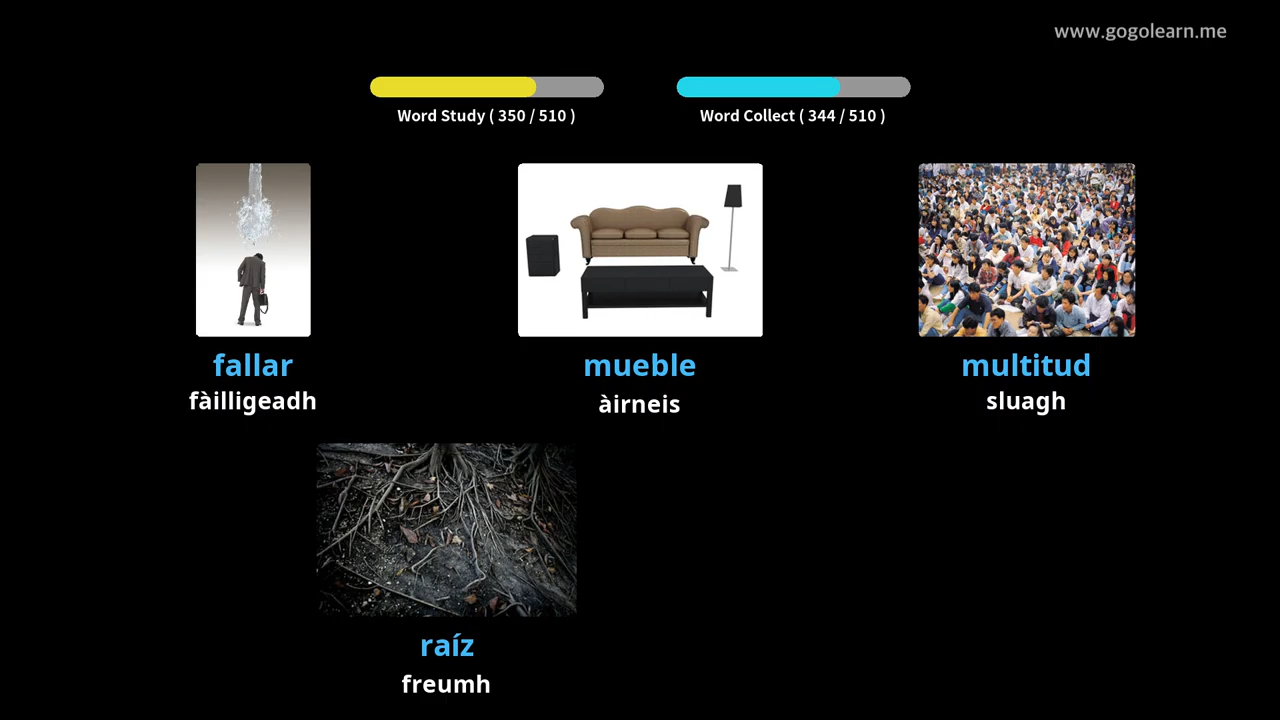 www.gogolearn.me
Word Study ( 350 / 510 )
Word Collect ( 344 / 510 )
fallar
fàilligeadh
mueble
àirneis
multitud
sluagh
raíz
freumh